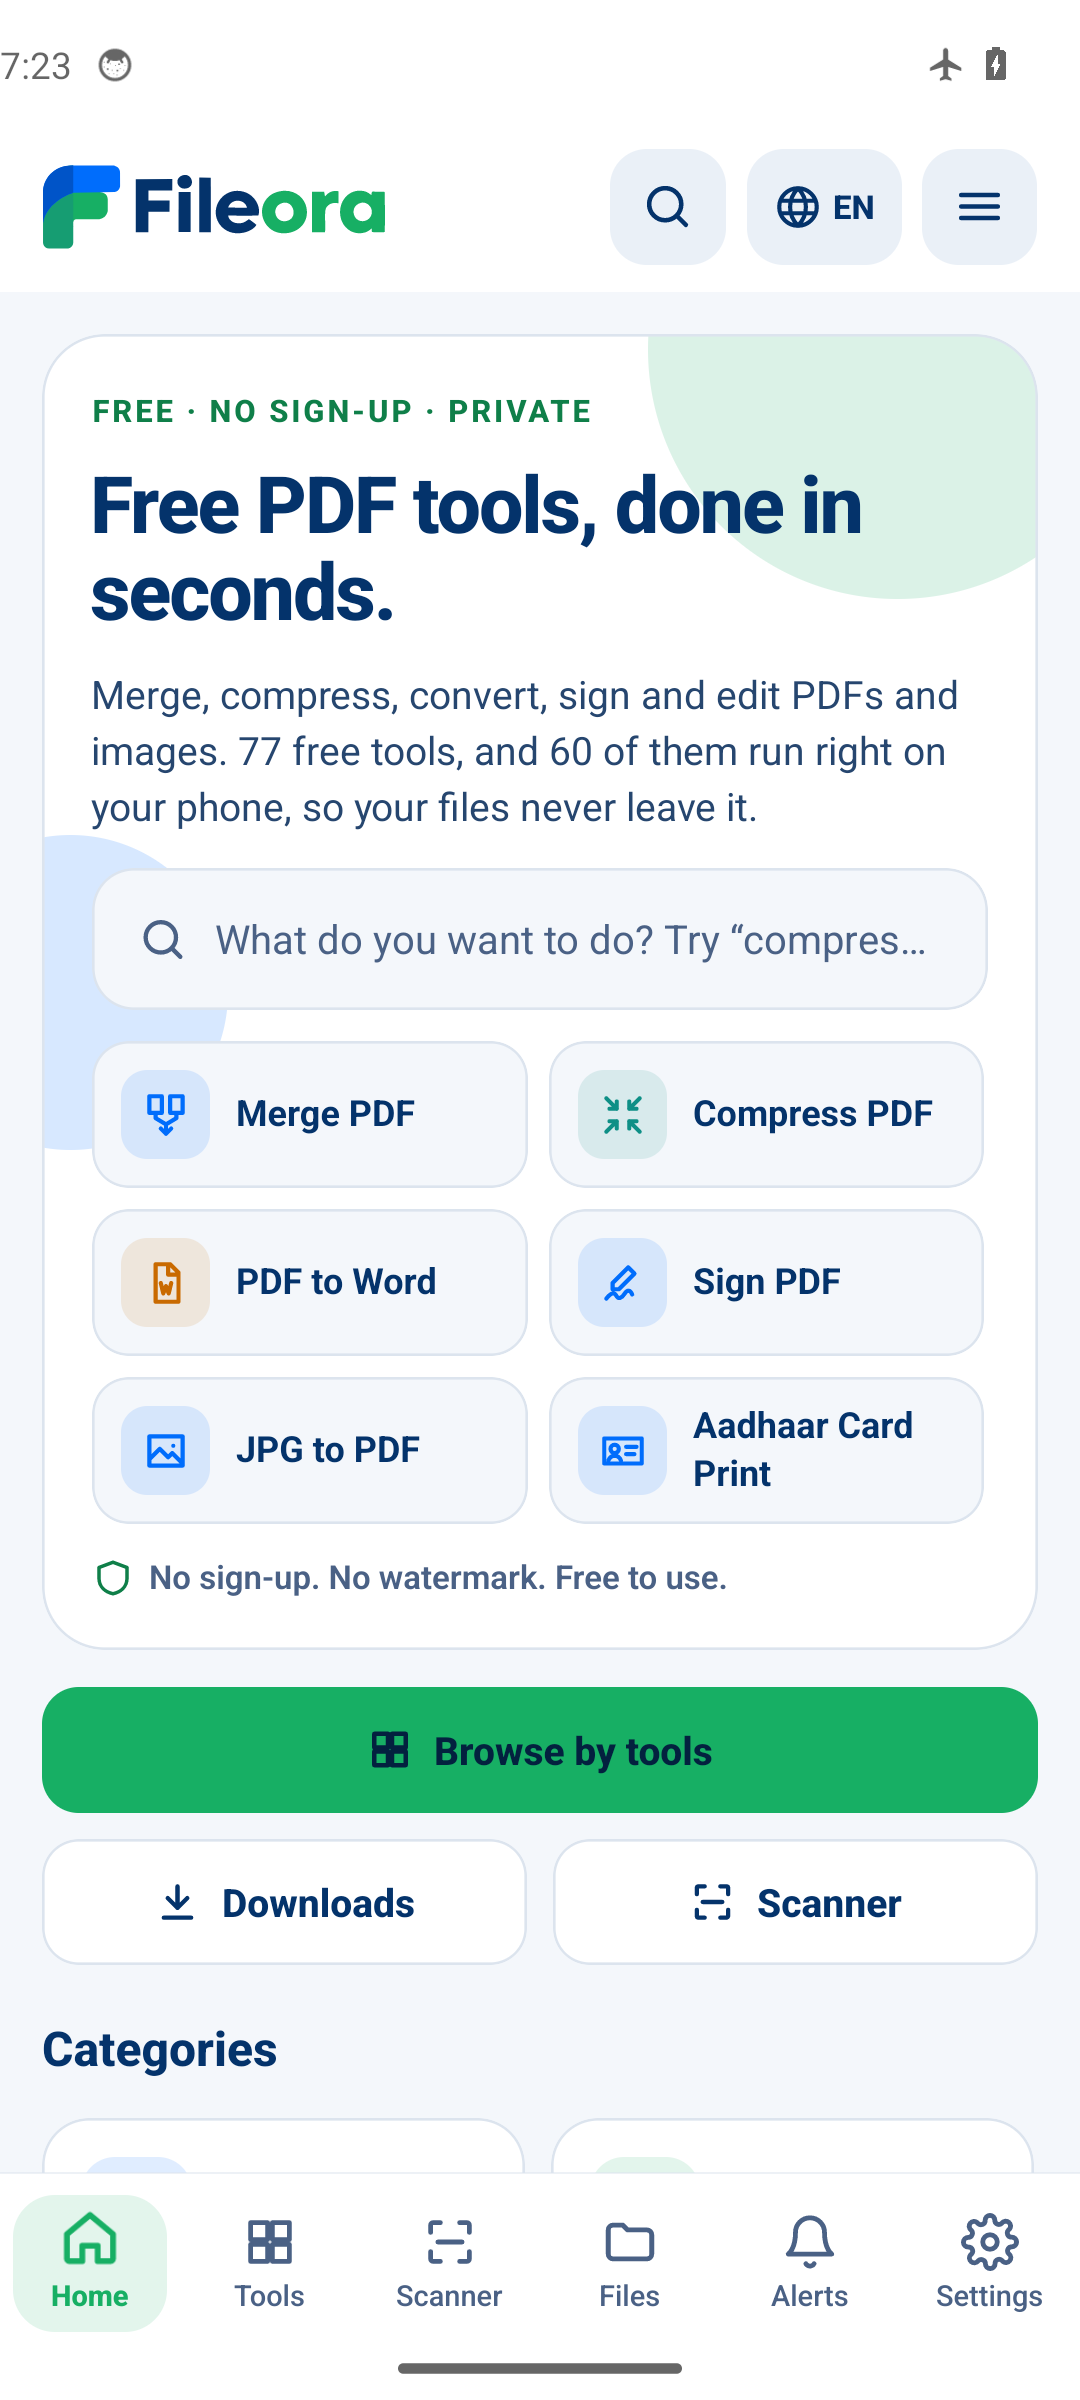 7:23
Fileora
EN
FREE · NO SIGN-UP · PRIVATE
Free PDF tools, done in
seconds.
Merge, compress, convert, sign and edit PDFs and
images. 77 free tools, and 60 of them run right on
your phone, so your files never leave it.
What do you want to do? Try “compres…
Merge PDF
Compress PDF
PDF to Word
Sign PDF
JPG to PDF
Aadhaar Card
Print
No sign-up. No watermark. Free to use.
Browse by tools
Downloads
Scanner
Categories
Home
Tools
Scanner
Files
Alerts
Settings